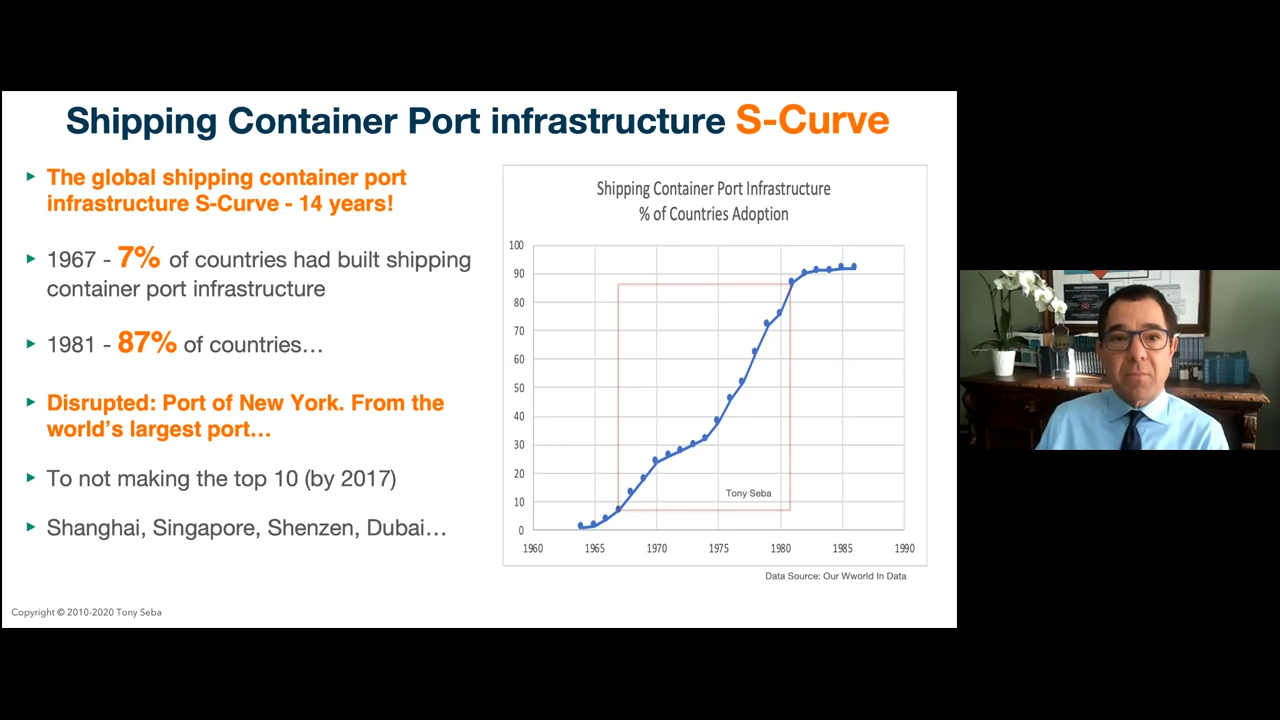 Shipping Container Port infrastructure S-Curve
The global shipping container port
infrastructure S-Curve - 14 years!
1967 - 7% of countries had built shipping
container port infrastructure
1981 - 87% of countries…
Disrupted: Port of New York. From the
world's largest port…
To not making the top 10 (by 2017)
Shanghai, Singapore, Shenzen, Dubai…
Shipping Container Port Infrastructure
% of Countries Adoption
100
90
80
70
60
50
40
30
20
10
0
1960 1965 1970 1975 1980 1985 1990
Tony Seba
Data Source: Our Wworld In Data
Copyright © 2010-2020 Tony Seba